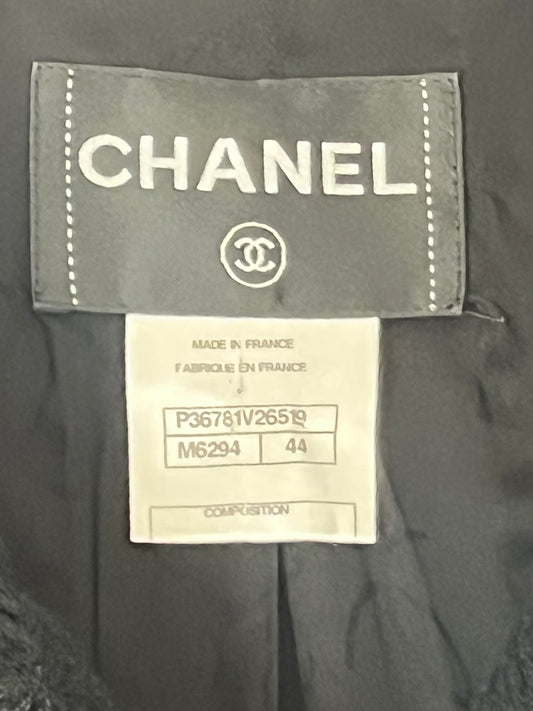 CHANEL
MADE IN FRANCE
FABRIQUE EN FRANCE
P36781V26519
M6294 44
COMPOSITION